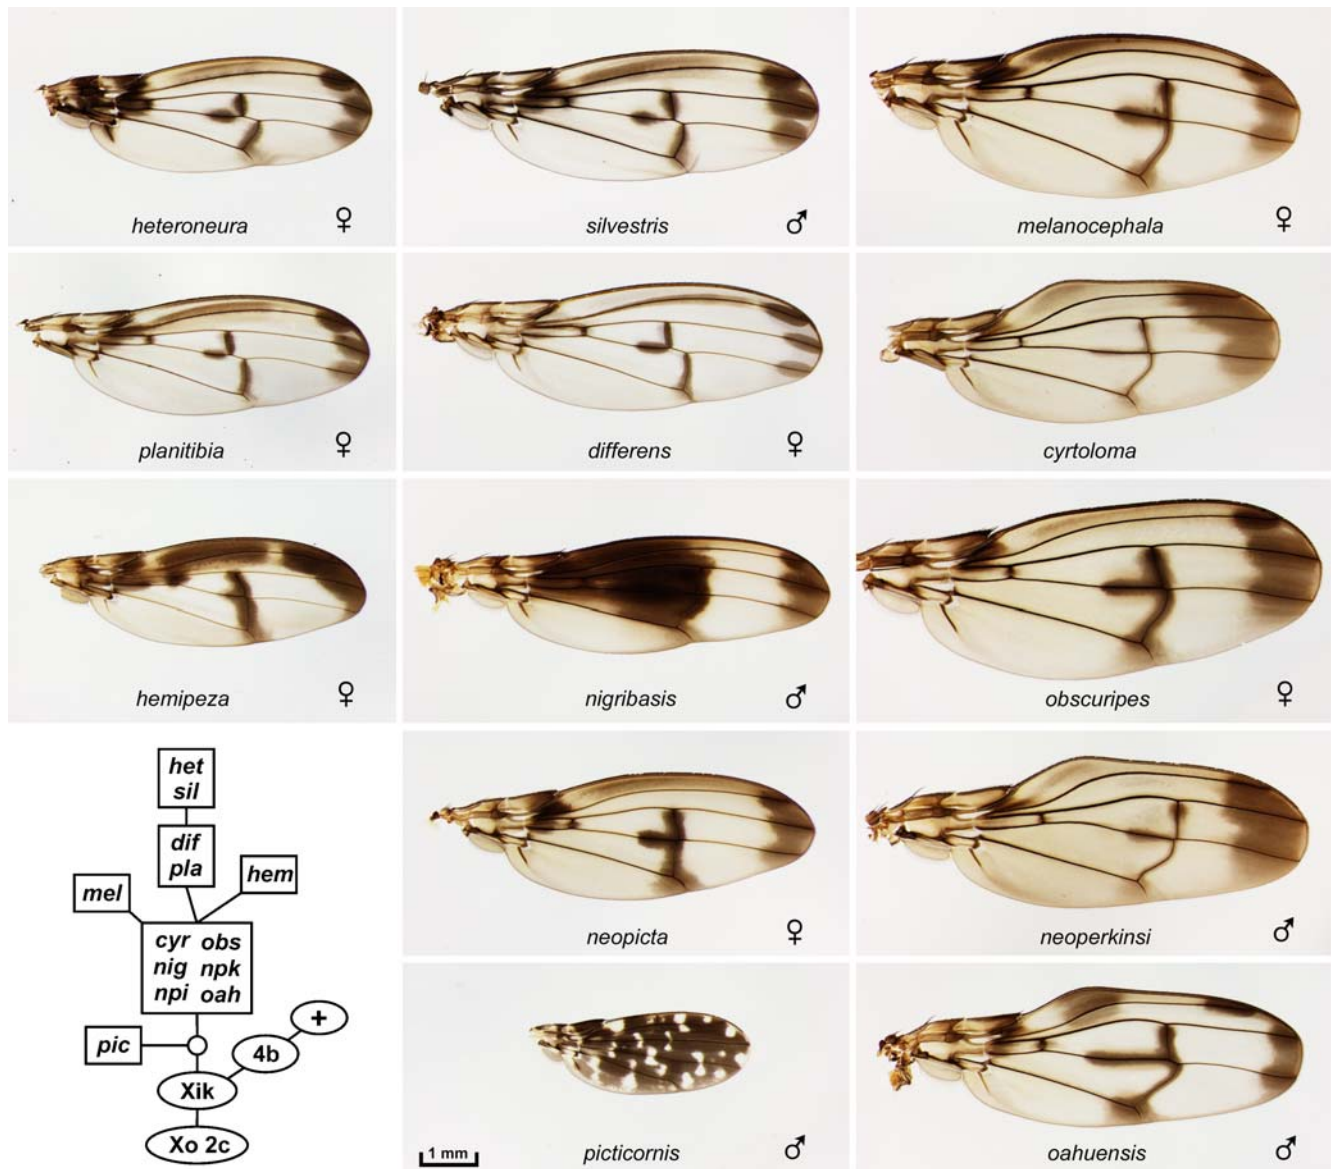 heteroneura ♀
silvestris ♂
melanocephala ♀
planitibia ♀
differens ♀
cyrtoloma
hemipeza ♀
nigribasis ♂
obscuripes ♀
het
sil
dif
pla
hem
mel
cyr obs
nig npk
npi oah
+
pic
4b
Xik
Xo 2c
neopicta ♀
neoperkinsi ♂
1 mm
picticornis ♂
oahuensis ♂